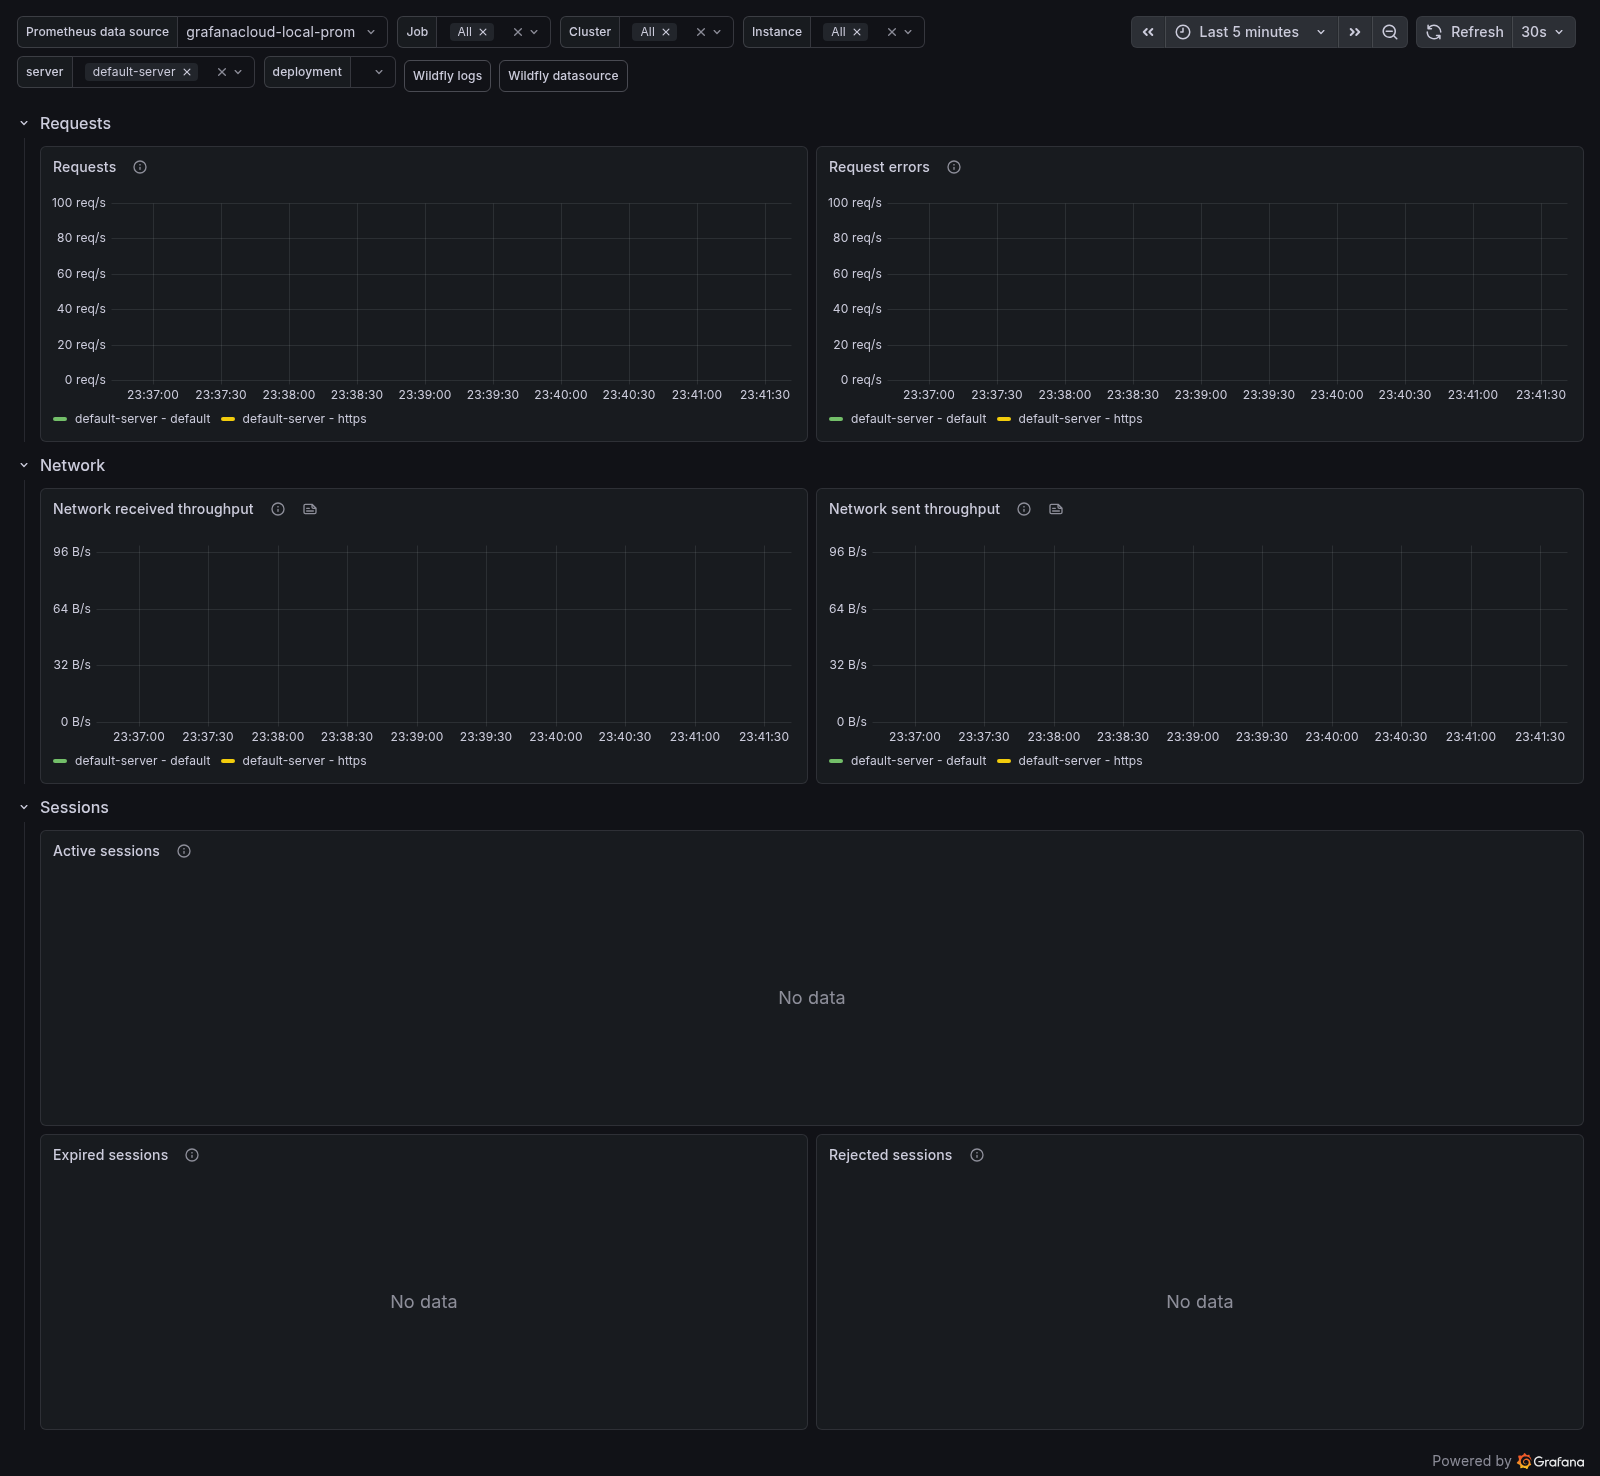 Prometheus data source grafanacloud-local-prom Job All Cluster All Instance All Last 5 minutes Refresh 30s
server default-server deployment Wildfly logs Wildfly datasource
Requests
Requests
100 req/s
80 req/s
60 req/s
40 req/s
20 req/s
0 req/s
23:37:00 23:37:30 23:38:00 23:38:30 23:39:00 23:39:30 23:40:00 23:40:30 23:41:00 23:41:30
default-server - default default-server - https
Request errors
100 req/s
80 req/s
60 req/s
40 req/s
20 req/s
0 req/s
23:37:00 23:37:30 23:38:00 23:38:30 23:39:00 23:39:30 23:40:00 23:40:30 23:41:00 23:41:30
default-server - default default-server - https
Network
Network received throughput
96 B/s
64 B/s
32 B/s
0 B/s
23:37:00 23:37:30 23:38:00 23:38:30 23:39:00 23:39:30 23:40:00 23:40:30 23:41:00 23:41:30
default-server - default default-server - https
Network sent throughput
96 B/s
64 B/s
32 B/s
0 B/s
23:37:00 23:37:30 23:38:00 23:38:30 23:39:00 23:39:30 23:40:00 23:40:30 23:41:00 23:41:30
default-server - default default-server - https
Sessions
Active sessions
No data
Expired sessions
No data
Rejected sessions
No data
Powered by Grafana